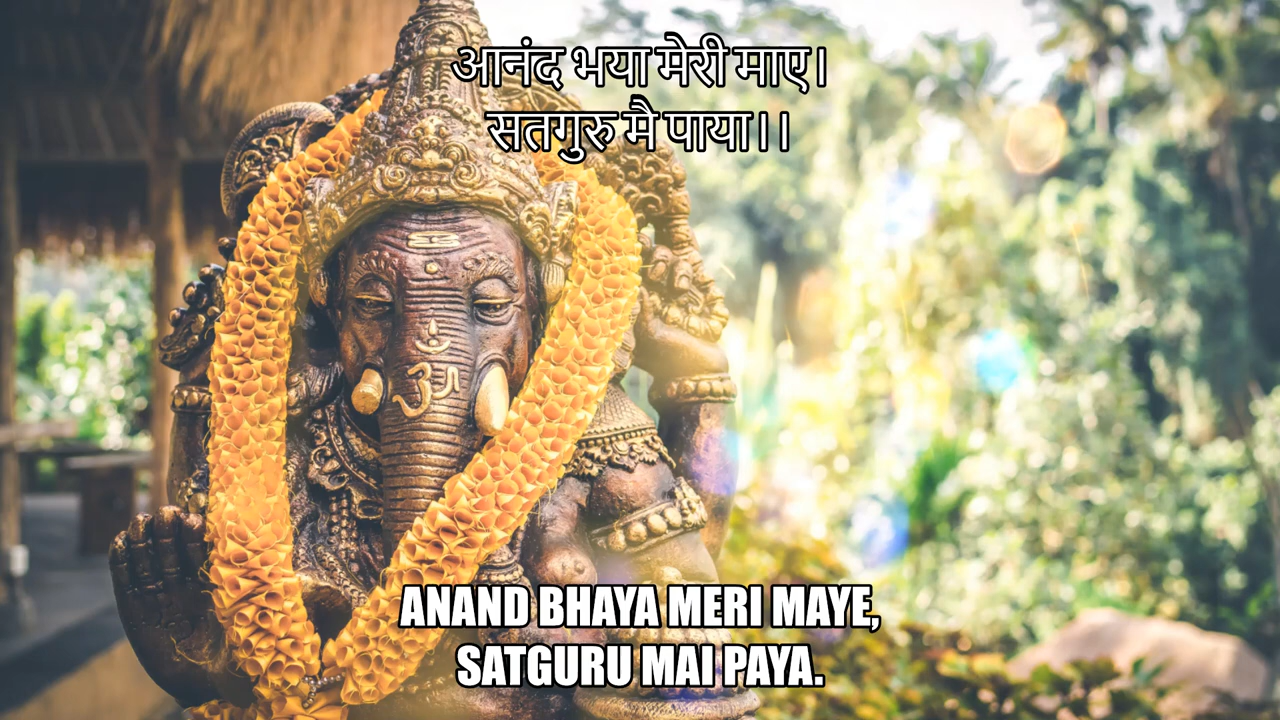 आनंद भया मेरी माए।
सतगुरु मै पाया।।
ॐ
ANAND BHAYA MERI MAYE,
SATGURU MAI PAYA.